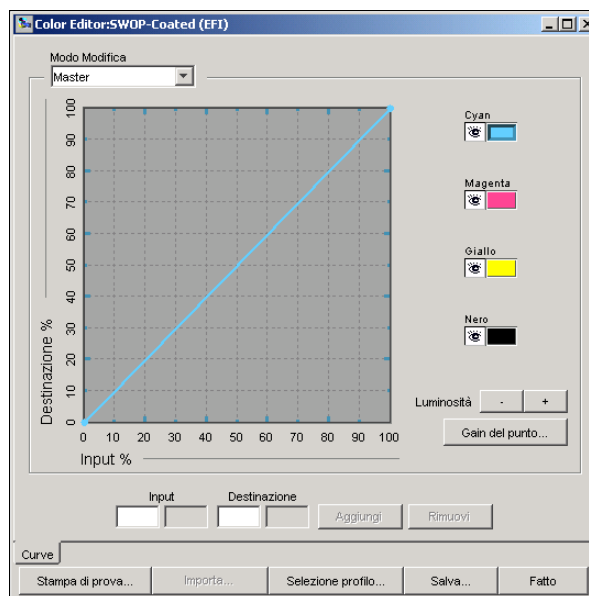 Color Editor:SWOP-Coated (EFI)
Modo Modifica
Master
100
90
80
70
60
50
40
30
20
10
0
Destinazione %
0 10 20 30 40 50 60 70 80 90 100
Input %
Cyan
Magenta
Giallo
Nero
Luminosità - +
Gain del punto...
Input Destinazione
Aggiungi Rimuovi
Curve
Stampa di prova... Importa... Selezione profilo... Salva... Fatto